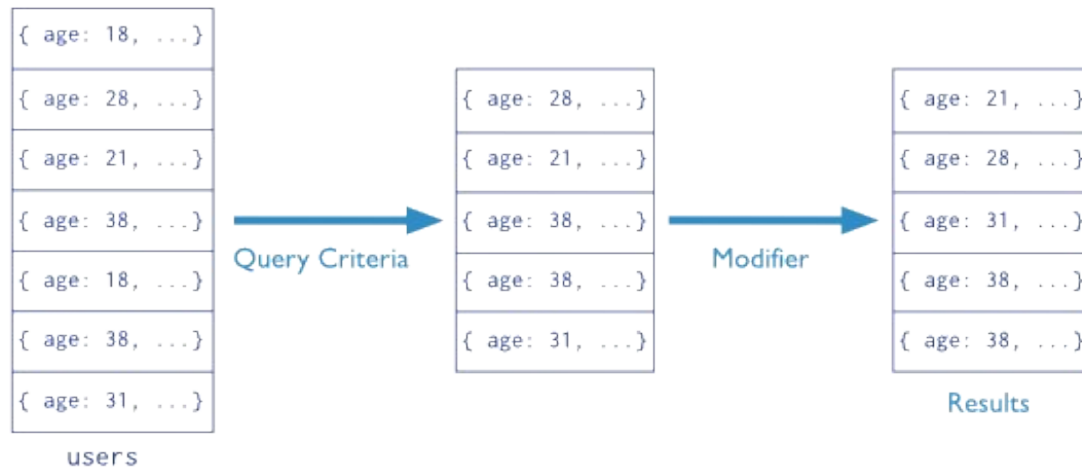 { age: 18, ...}
{ age: 28, ...}
{ age: 21, ...}
{ age: 38, ...}
{ age: 18, ...}
{ age: 38, ...}
{ age: 31, ...}
users
Query Criteria
{ age: 28, ...}
{ age: 21, ...}
{ age: 38, ...}
{ age: 38, ...}
{ age: 31, ...}
Modifier
{ age: 21, ...}
{ age: 28, ...}
{ age: 31, ...}
{ age: 38, ...}
{ age: 38, ...}
Results